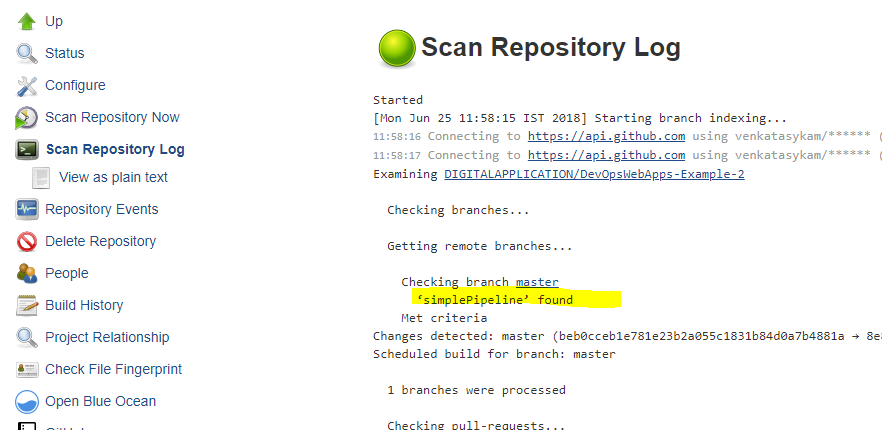 Up
Status
Configure
Scan Repository Now
Scan Repository Log
View as plain text
Repository Events
Delete Repository
People
Build History
Project Relationship
Check File Fingerprint
Open Blue Ocean
Scan Repository Log
Started
[Mon Jun 25 11:58:15 IST 2018] Starting branch indexing...
11:58:16 Connecting to https://api.github.com using venkatasykam/****** (
11:58:17 Connecting to https://api.github.com using venkatasykam/****** (
Examining DIGITALAPPLICATION/DevOpsWebApps-Example-2
Checking branches...
Getting remote branches...
Checking branch master
‘simplePipeline’ found
Met criteria
Changes detected: master (beb0cceb1e781e23b2a055c1831b84d0a7b4881a → 8e
Scheduled build for branch: master
1 branches were processed
Checking pull-requests...